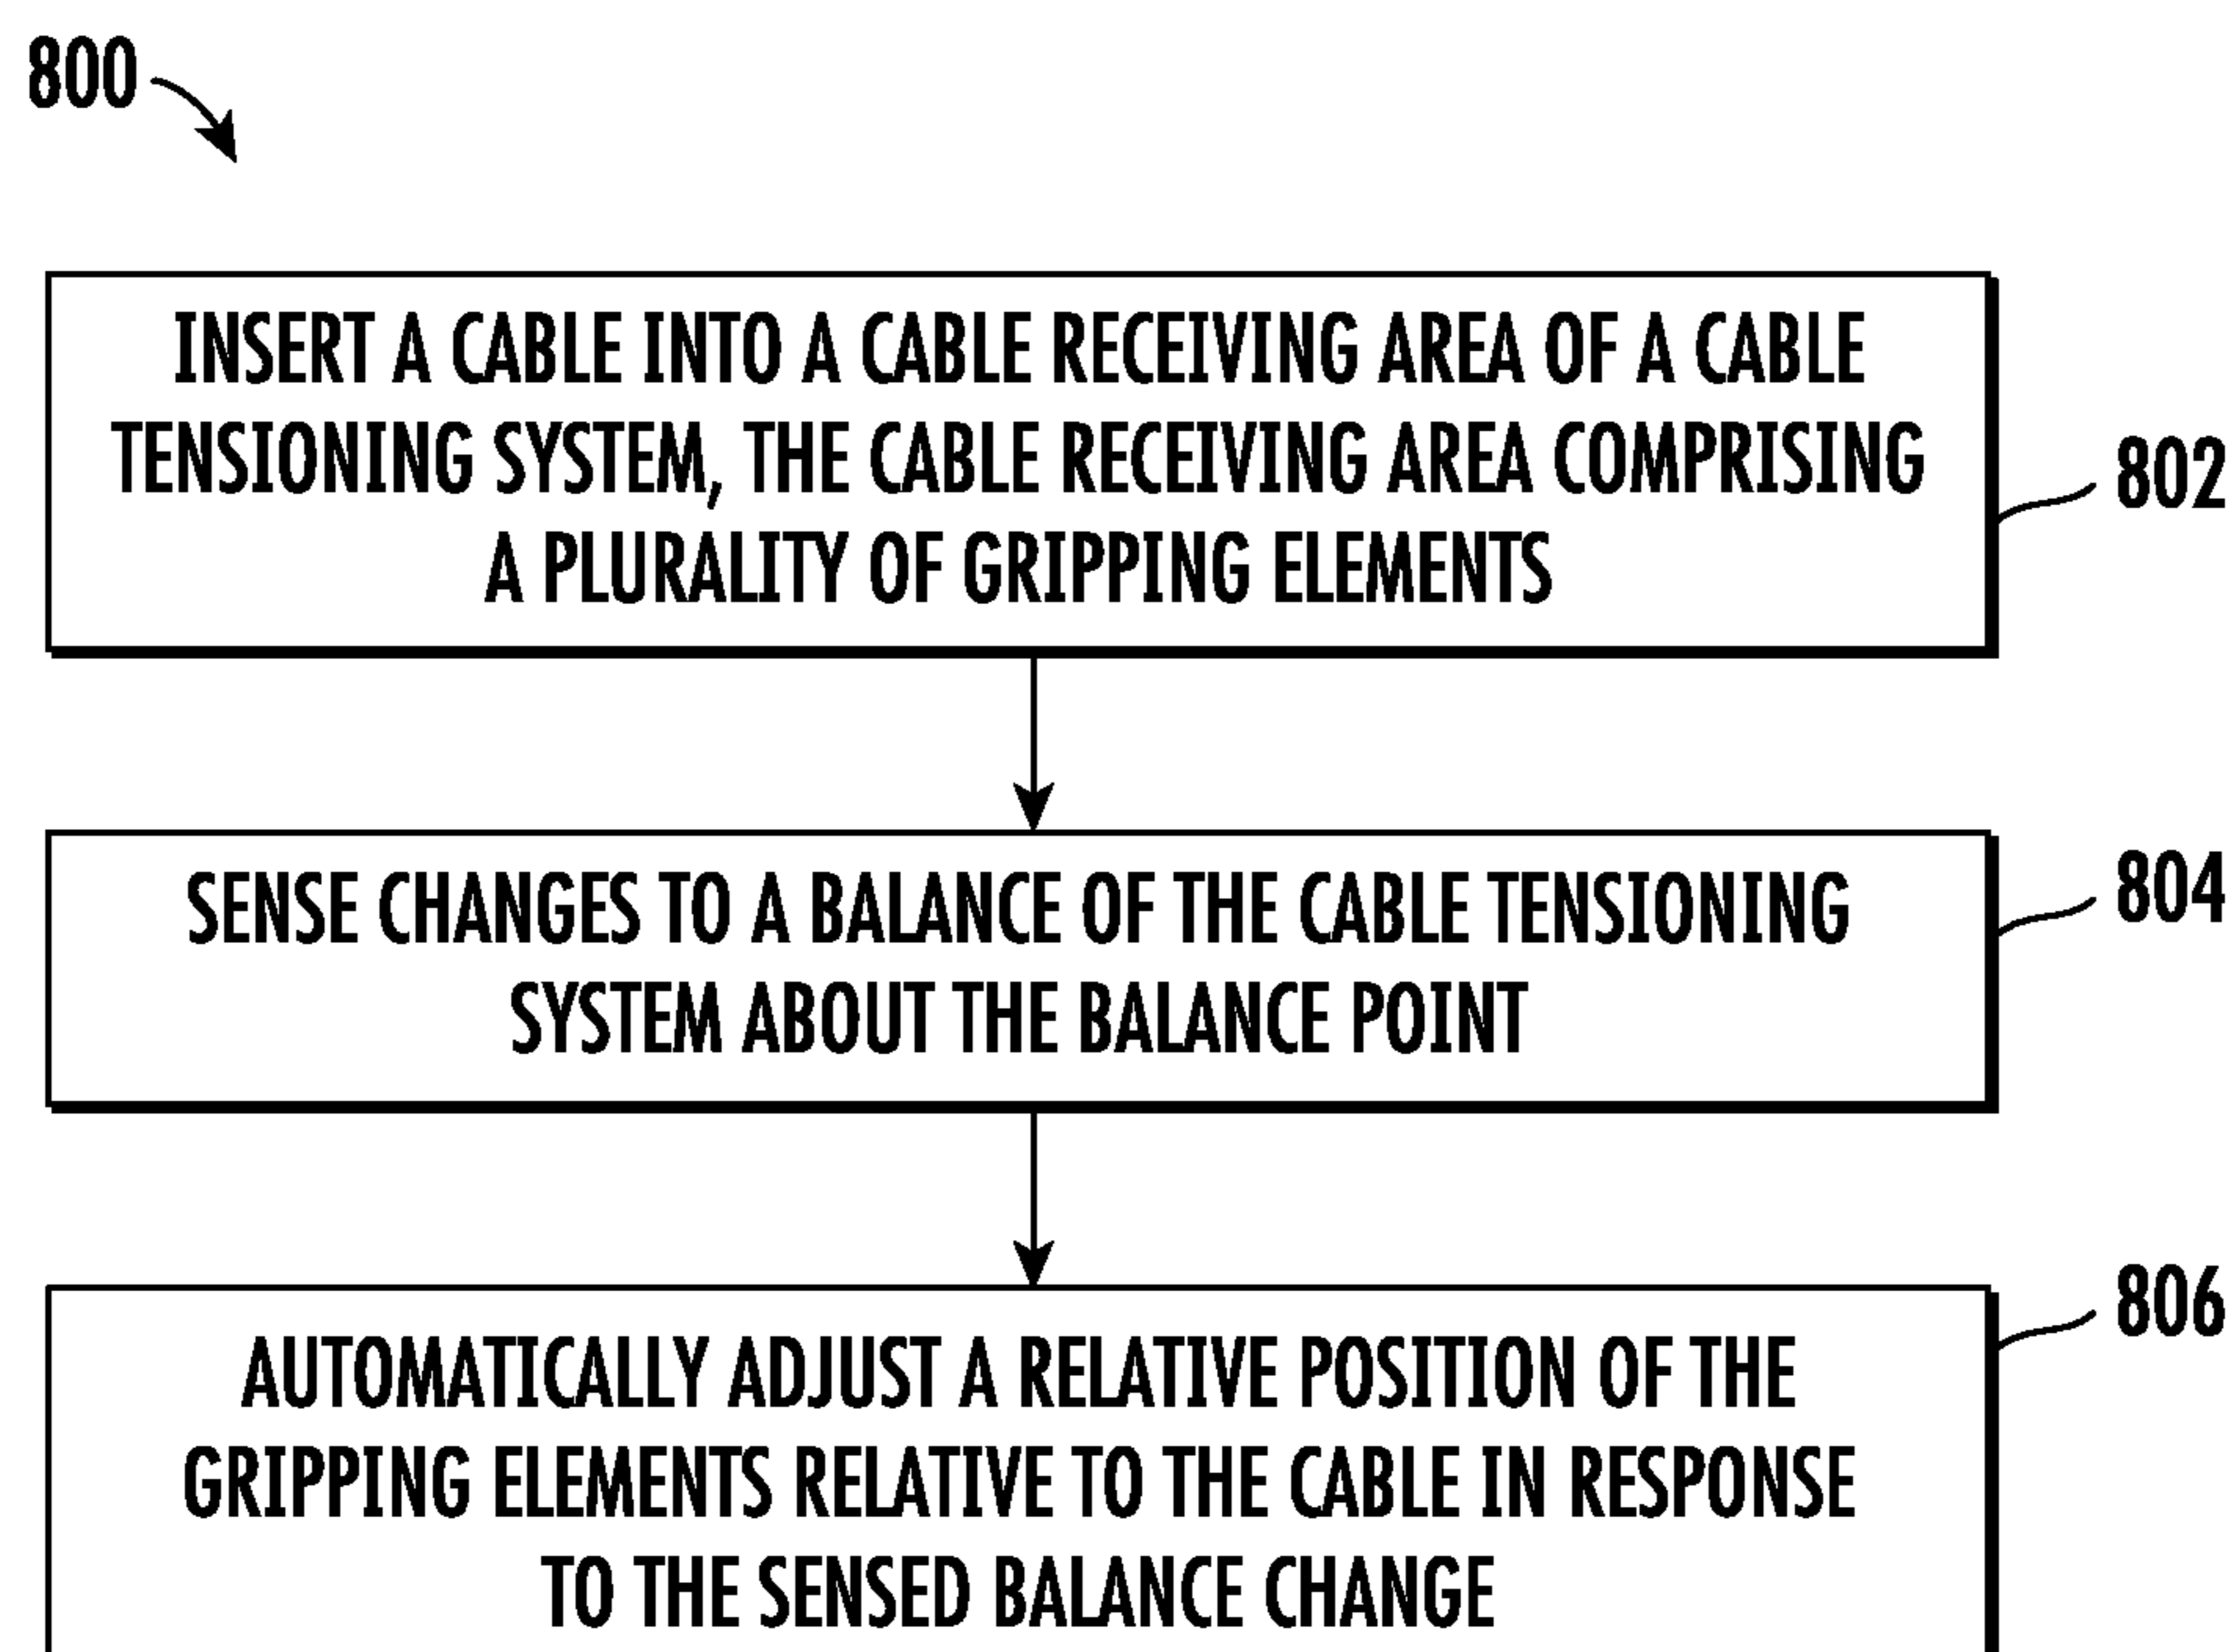 800
INSERT A CABLE INTO A CABLE RECEIVING AREA OF A CABLE
TENSIONING SYSTEM, THE CABLE RECEIVING AREA COMPRISING
A PLURALITY OF GRIPPING ELEMENTS
802
SENSE CHANGES TO A BALANCE OF THE CABLE TENSIONING
SYSTEM ABOUT THE BALANCE POINT
804
AUTOMATICALLY ADJUST A RELATIVE POSITION OF THE
GRIPPING ELEMENTS RELATIVE TO THE CABLE IN RESPONSE
TO THE SENSED BALANCE CHANGE
806